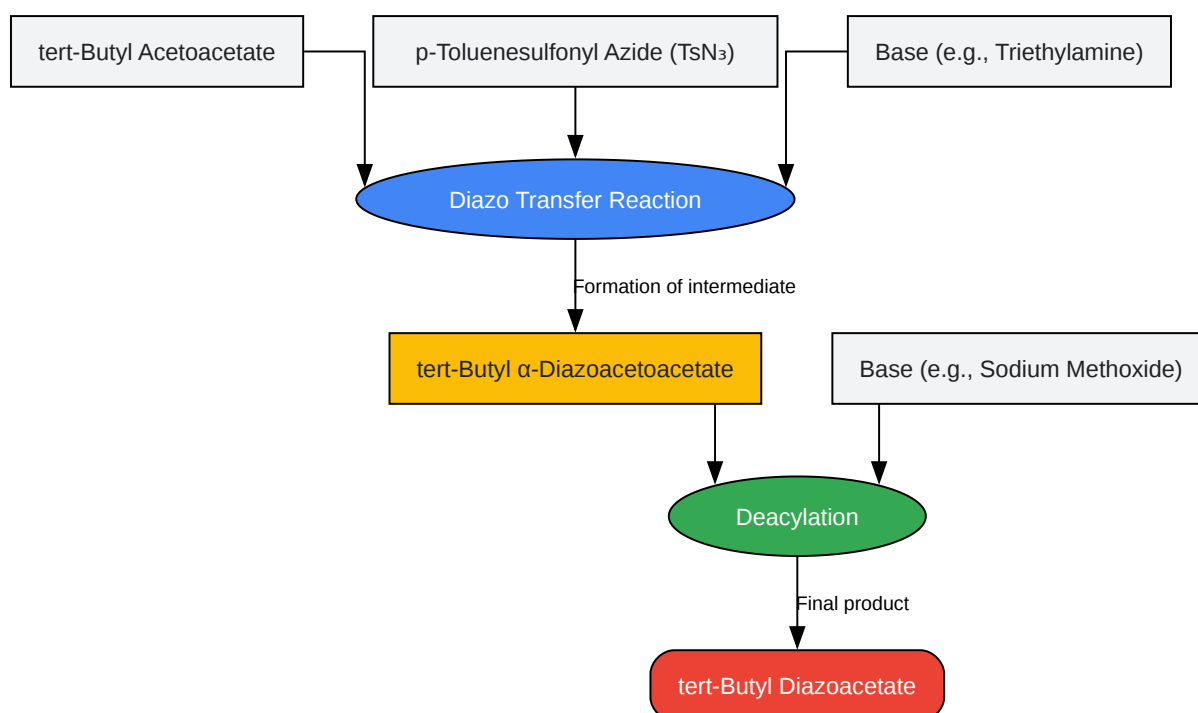 tert-Butyl Acetoacetate
p-Toluenesulfonyl Azide (TsN₃)
Base (e.g., Triethylamine)
Diazo Transfer Reaction
Formation of intermediate
tert-Butyl α-Diazoacetoacetate
Base (e.g., Sodium Methoxide)
Deacylation
Final product
tert-Butyl Diazoacetate